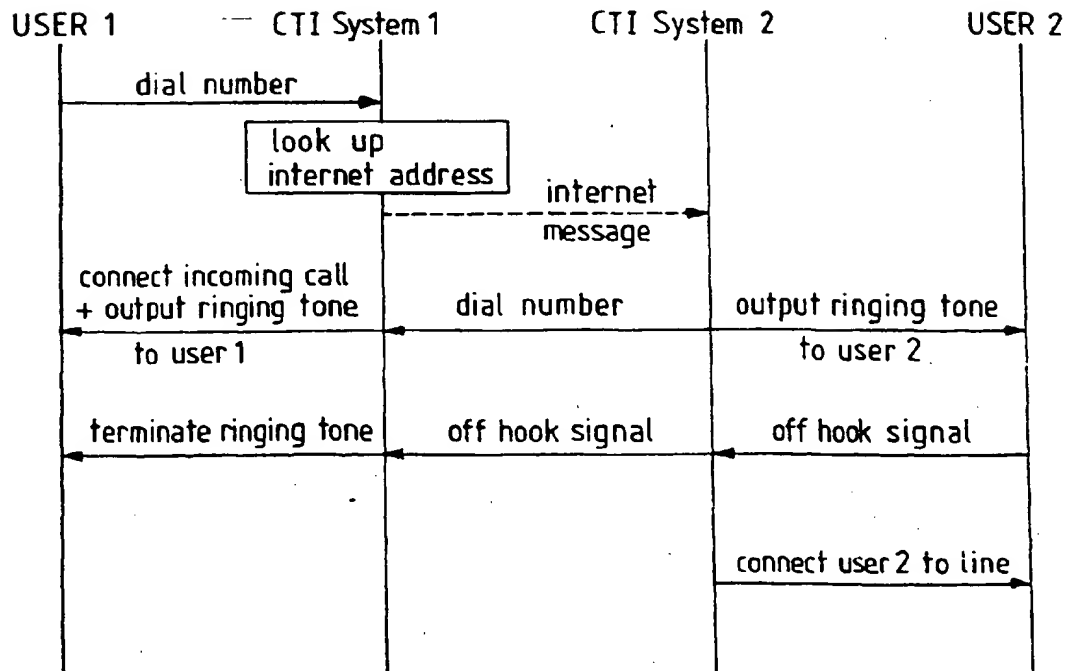 USER 1
CTI System 1
CTI System 2
USER 2
dial number
look up
internet address
internet
message
connect incoming call
+ output ringing tone
to user 1
dial number
output ringing tone
to user 2
terminate ringing tone
off hook signal
off hook signal
connect user 2 to line